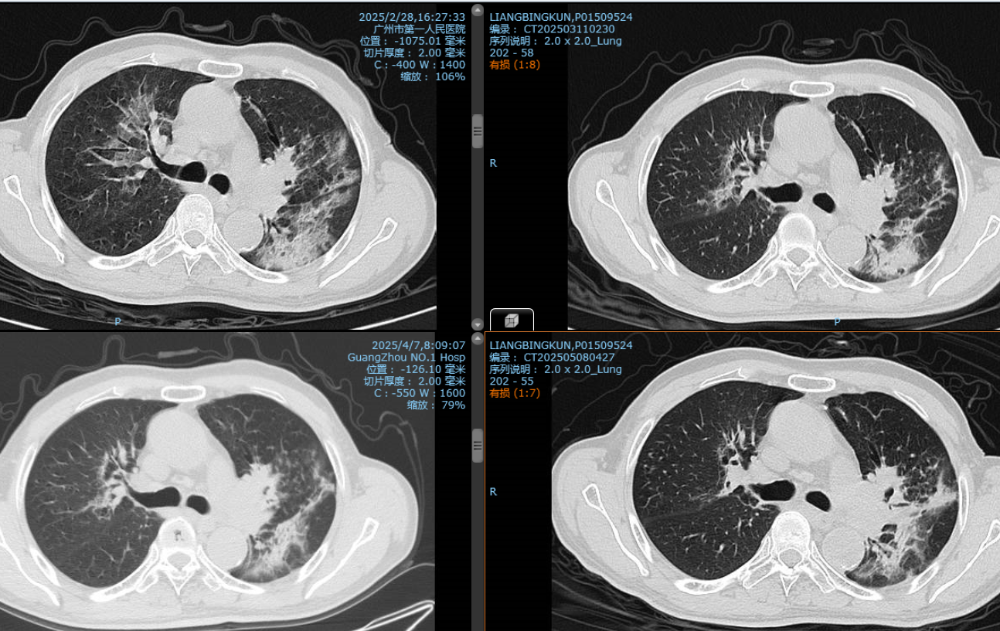 2025/2/28,16:27:33
广州市第一人民医院
位置： -1075.01 毫米
切片厚度： 2.00 毫米
C : -400 W : 1400
缩放： 106%
P
LIANGBINGKUN,P01509524
编录： CT202503110230
序列说明： 2.0 x 2.0_Lung
202 - 58
有损 (1:8)
R
P
2025/4/7,8:09:07
GuangZhou NO.1 Hosp
位置： -126.10 毫米
切片厚度： 2.00 毫米
C : -550 W : 1600
缩放： 79%
LIANGBINGKUN,P01509524
编录： CT202505080427
序列说明： 2.0 x 2.0_Lung
202 - 55
有损 (1:7)
R